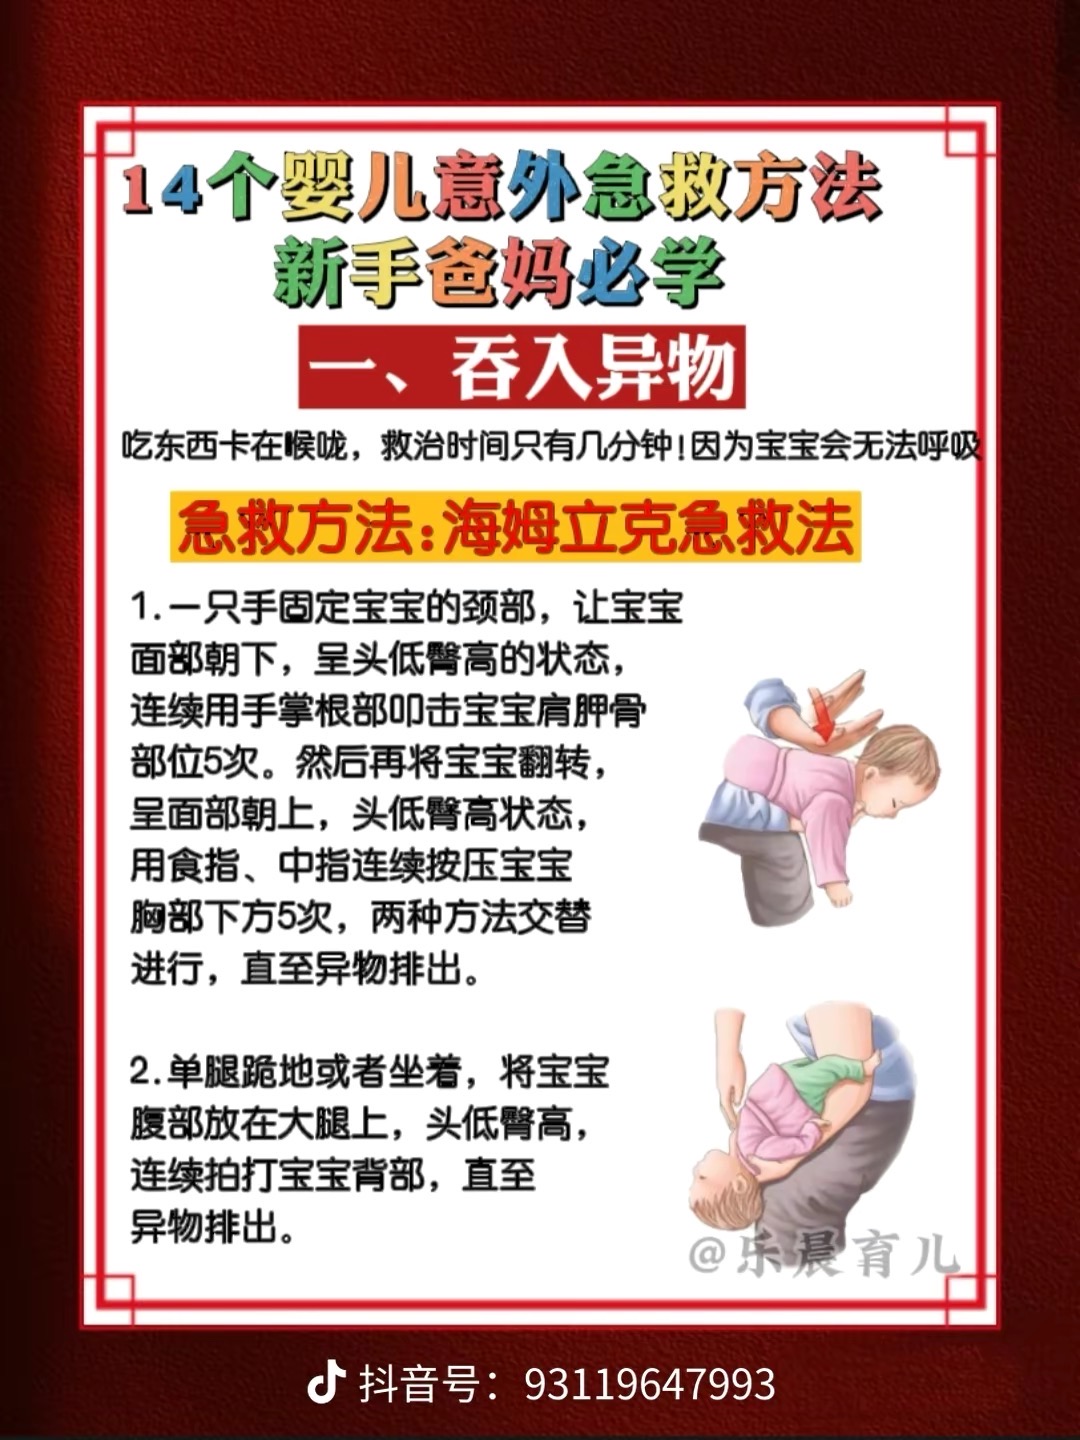 14个婴儿意外急救方法
新手爸妈必学
一、吞入异物
吃东西卡在喉咙，救治时间只有几分钟!因为宝宝会无法呼吸
急救方法:海姆立克急救法
1.一只手固定宝宝的颈部，让宝宝
面部朝下，呈头低臀高的状态，
连续用手掌根部叩击宝宝肩胛骨
部位5次。然后再将宝宝翻转，
呈面部朝上，头低臀高状态，
用食指、中指连续按压宝宝
胸部下方5次，两种方法交替
进行，直至异物排出。
2.单腿跪地或者坐着，将宝宝
腹部放在大腿上，头低臀高，
连续拍打宝宝背部，直至
异物排出。
@乐晨育儿
抖音号：93119647993